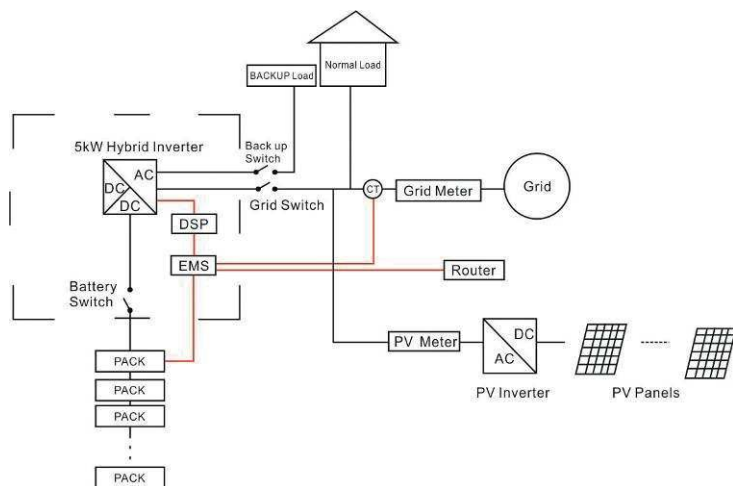 BACKUP Load
Normal Load
5kW Hybrid Inverter
Back up
Switch
AC
DC
DC
Grid Switch
CT
Grid Meter
Grid
DSP
EMS
Router
Battery
Switch
PV Meter
DC
AC
PV Inverter
PV Panels
PACK
PACK
PACK
PACK